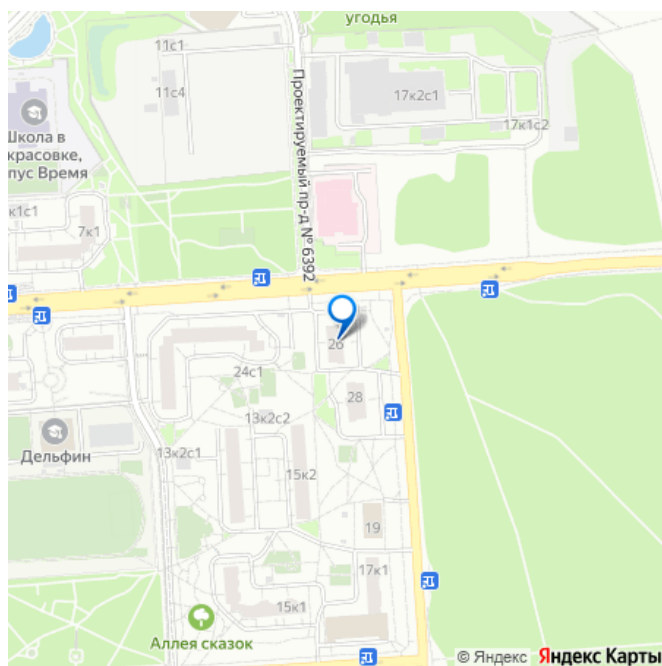 угодья
11с1
11с4
17к2с1
17к1с2
Школа в
красовке,
пус Время
Проектируемый пр-д № 6392
к1с1
7к1
26
24с1
28
13к2с2
Дельфин
13к2с1
15к2
19
17к1
15к1
Аллея сказок
© Яндекс Яндекс Карты